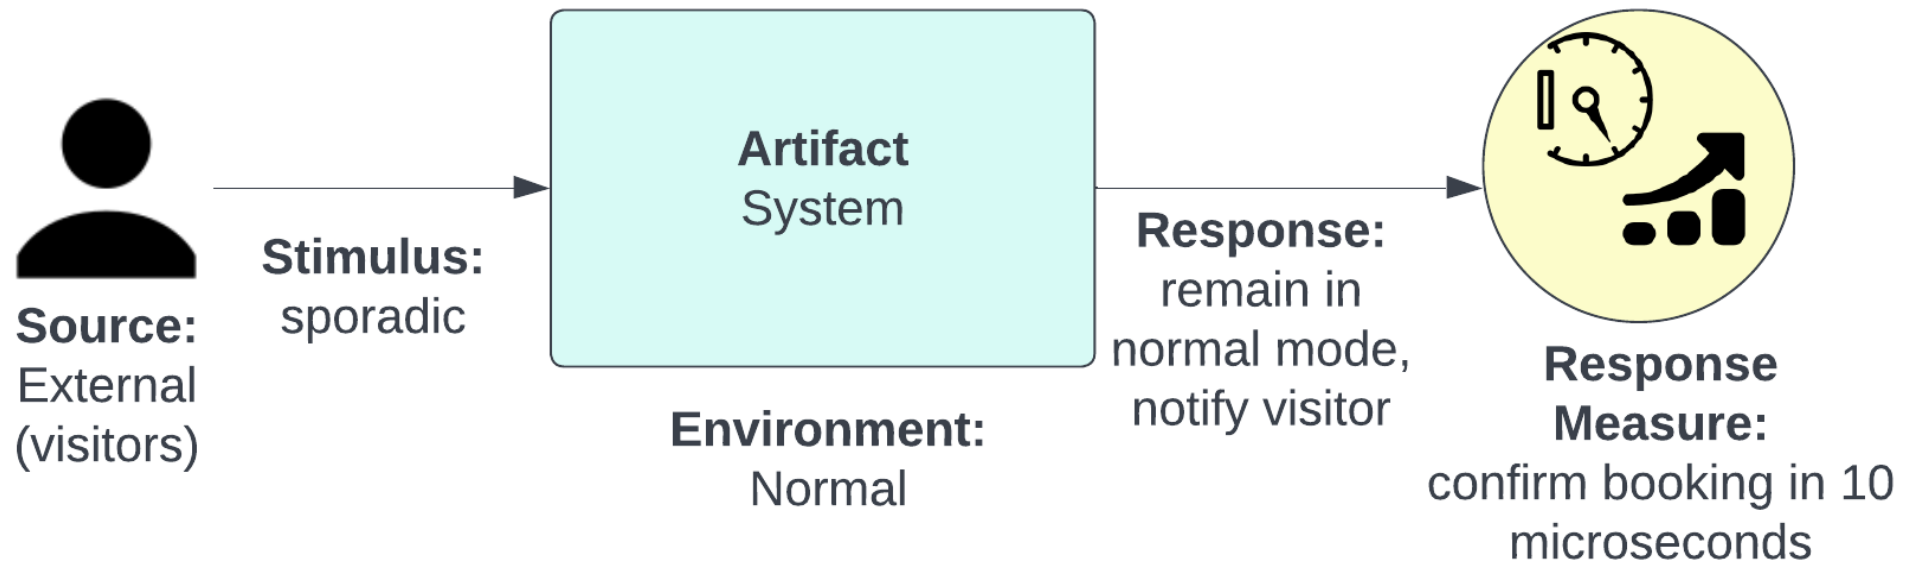 Source:
External
(visitors)
Stimulus:
sporadic
Artifact
System
Environment:
Normal
Response:
remain in
normal mode,
notify visitor
Response
Measure:
confirm booking in 10
microseconds